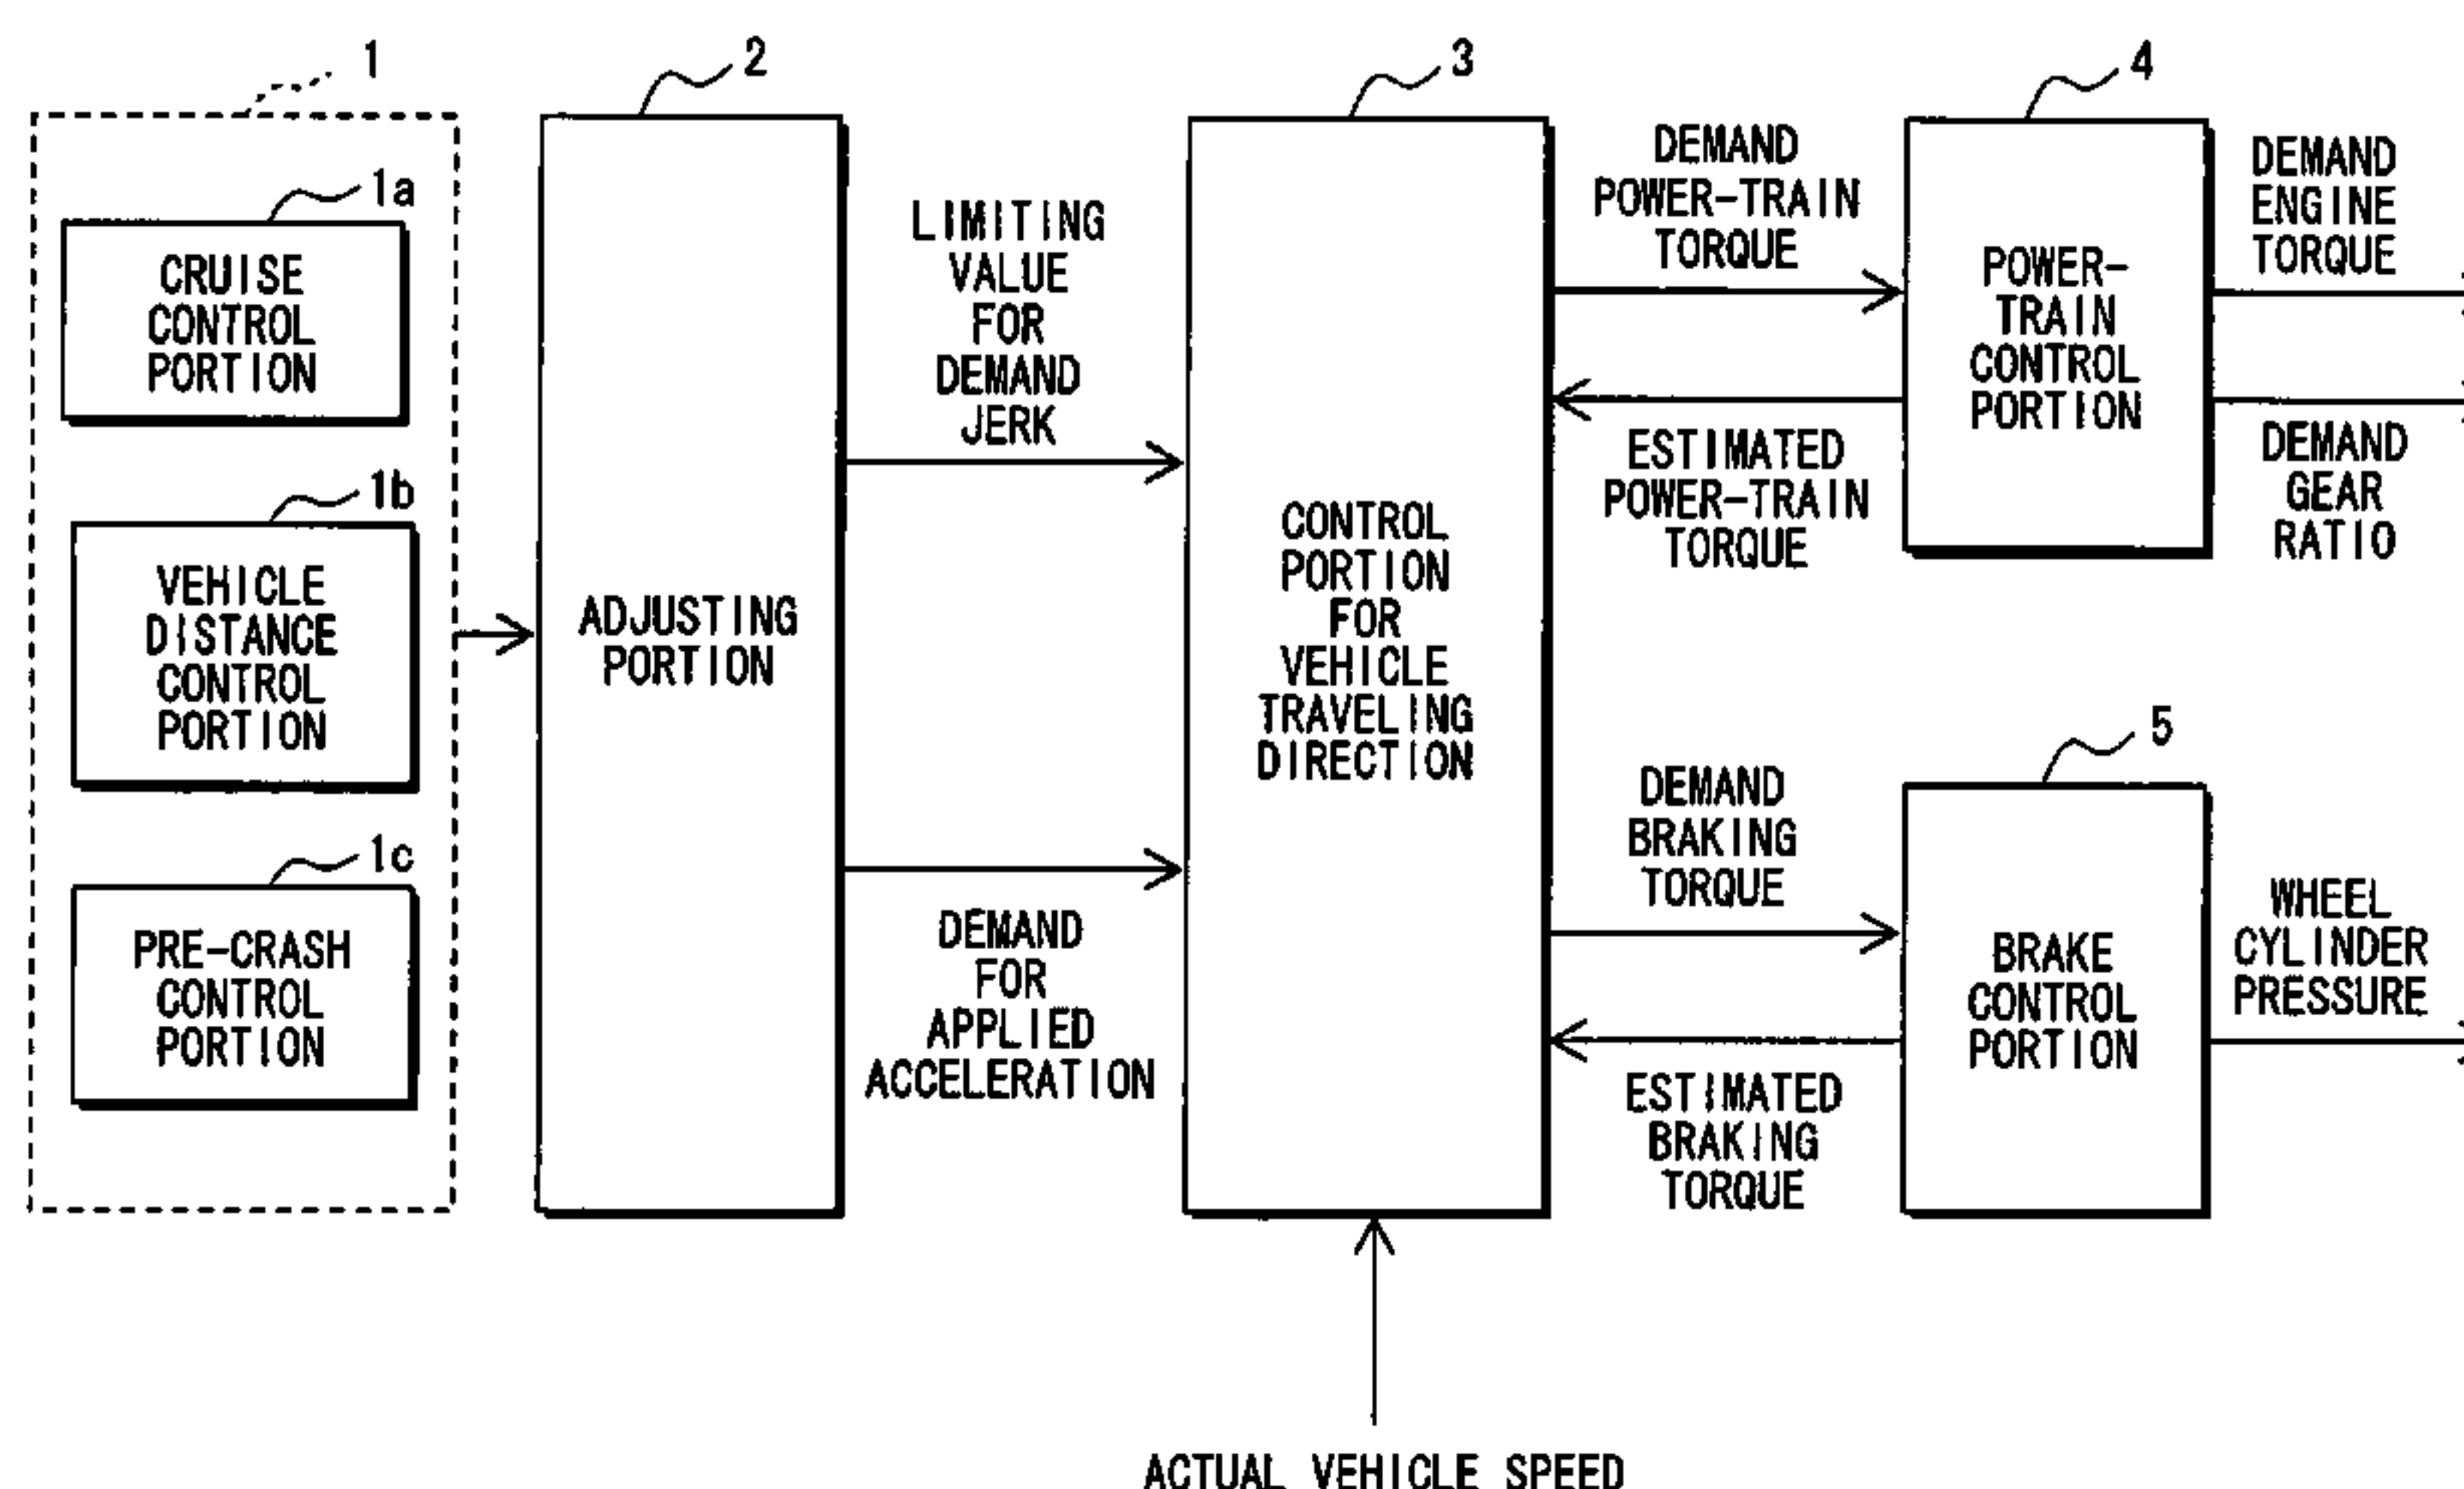 1
2
3
4
1a
CRUISE
CONTROL
PORTION
1b
VEHICLE
DISTANCE
CONTROL
PORTION
1c
PRE-CRASH
CONTROL
PORTION
ADJUSTING
PORTION
LIMITING
VALUE
FOR
DEMAND
JERK
DEMAND
FOR
APPLIED
ACCELERATION
CONTROL
PORTION
FOR
VEHICLE
TRAVELING
DIRECTION
ACTUAL VEHICLE SPEED
DEMAND
POWER-TRAIN
TORQUE
ESTIMATED
POWER-TRAIN
TORQUE
POWER-
TRAIN
CONTROL
PORTION
DEMAND
ENGINE
TORQUE
DEMAND
GEAR
RATIO
5
DEMAND
BRAKING
TORQUE
ESTIMATED
BRAKING
TORQUE
BRAKE
CONTROL
PORTION
WHEEL
CYLINDER
PRESSURE